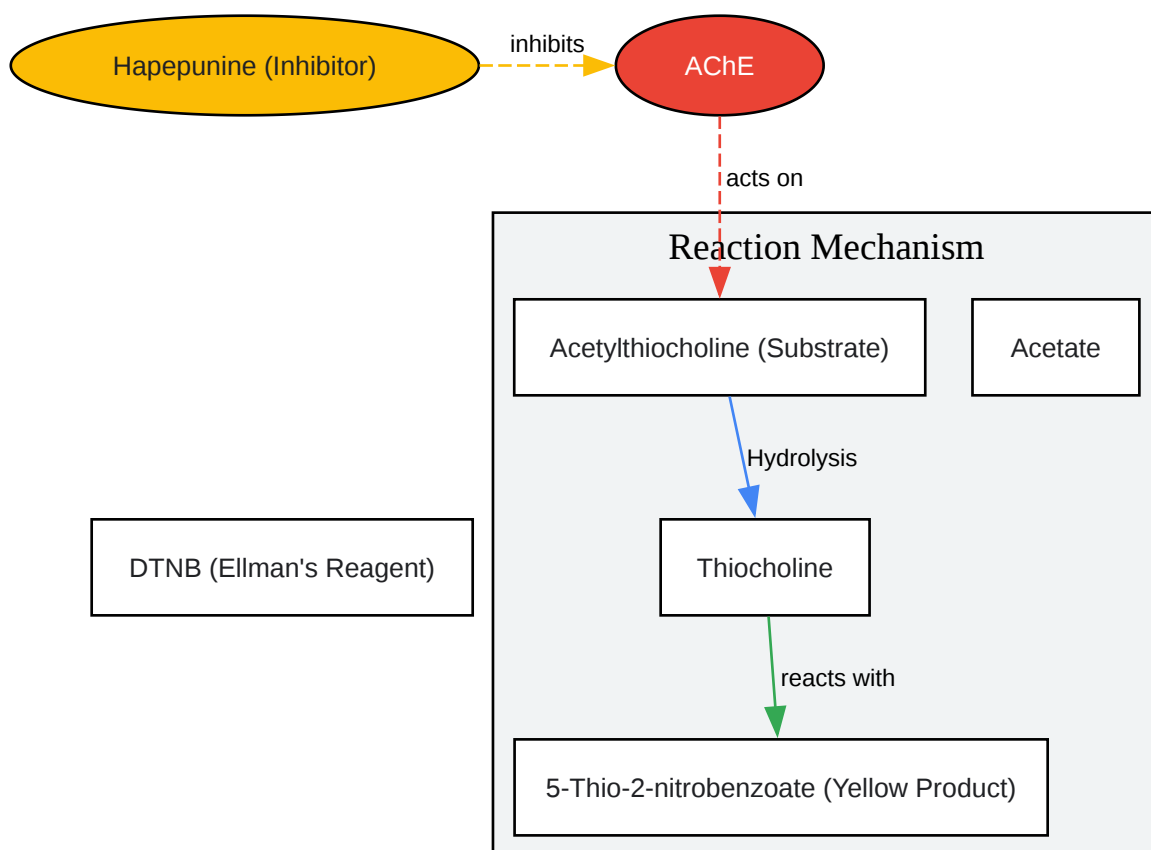 Hapepunine (Inhibitor)
inhibits
AChE
acts on
Reaction Mechanism
Acetylthiocholine (Substrate)
Acetate
Hydrolysis
DTNB (Ellman's Reagent)
Thiocholine
reacts with
5-Thio-2-nitrobenzoate (Yellow Product)